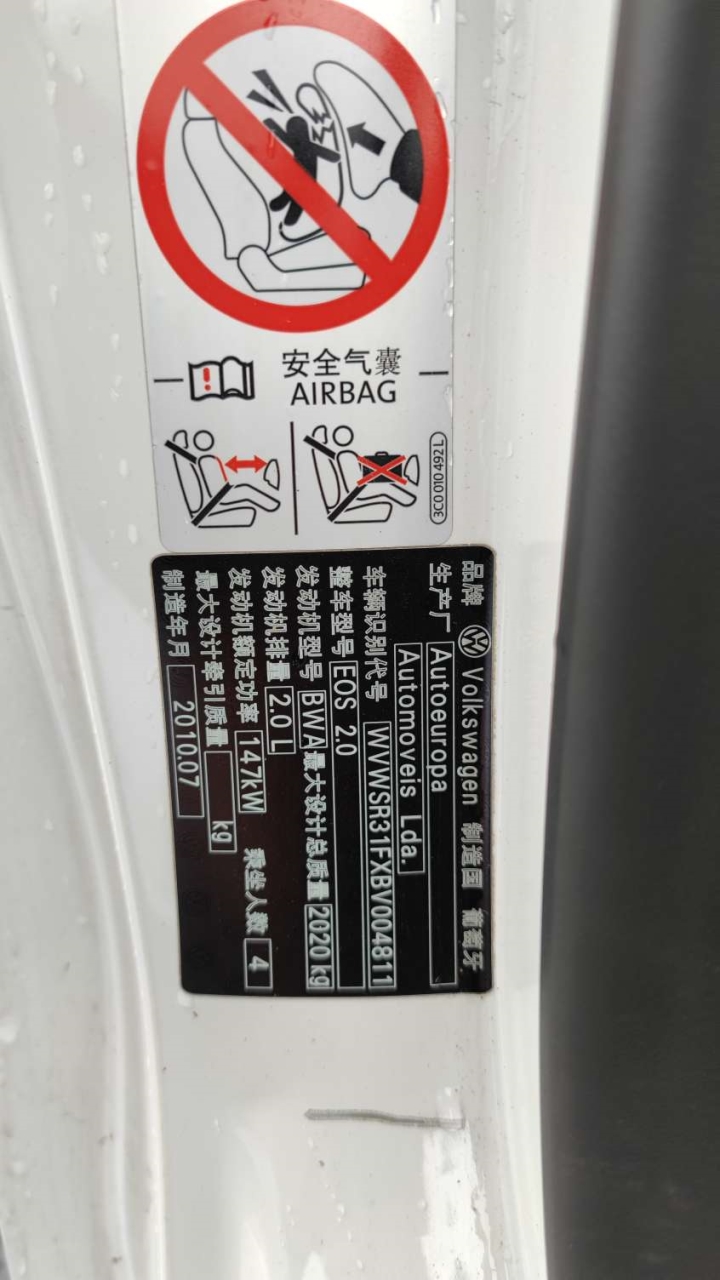 安全气囊
AIRBAG
3C0 010 492 L
品牌 Volkswagen 制造国 葡萄牙
生产厂 Autoeuropa
Automoveis Lda.
车辆识别代号 WVWSR31FXBV004811
整车型号 EOS 2.0
发动机型号 BWA 最大设计总质量 2020 kg
发动机排量 2.0 L
发动机额定功率 147kW 乘坐人数 4
最大设计牵引质量 kg
制造年月 2010.07